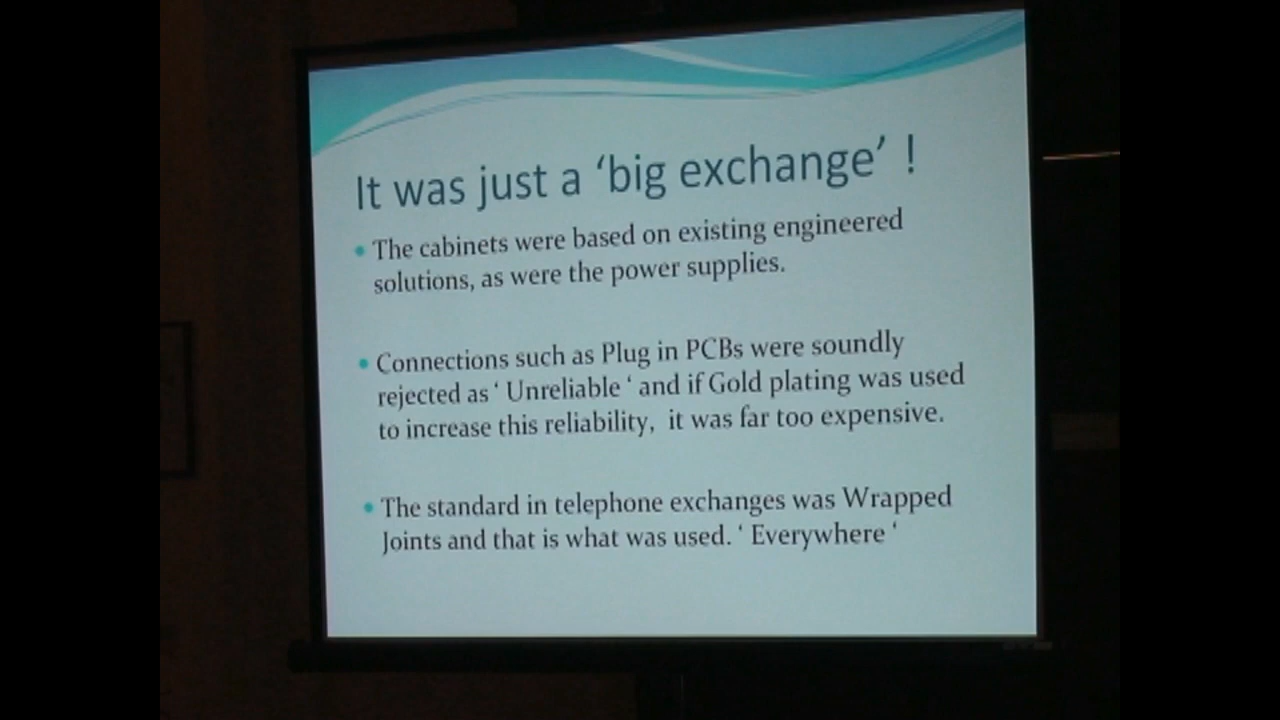 It was just a ‘big exchange’ !
• The cabinets were based on existing engineered
solutions, as were the power supplies.
• Connections such as Plug in PCBs were soundly
rejected as ‘ Unreliable ‘ and if Gold plating was used
to increase this reliability,  it was far too expensive.
• The standard in telephone exchanges was Wrapped
Joints and that is what was used. ‘ Everywhere ‘